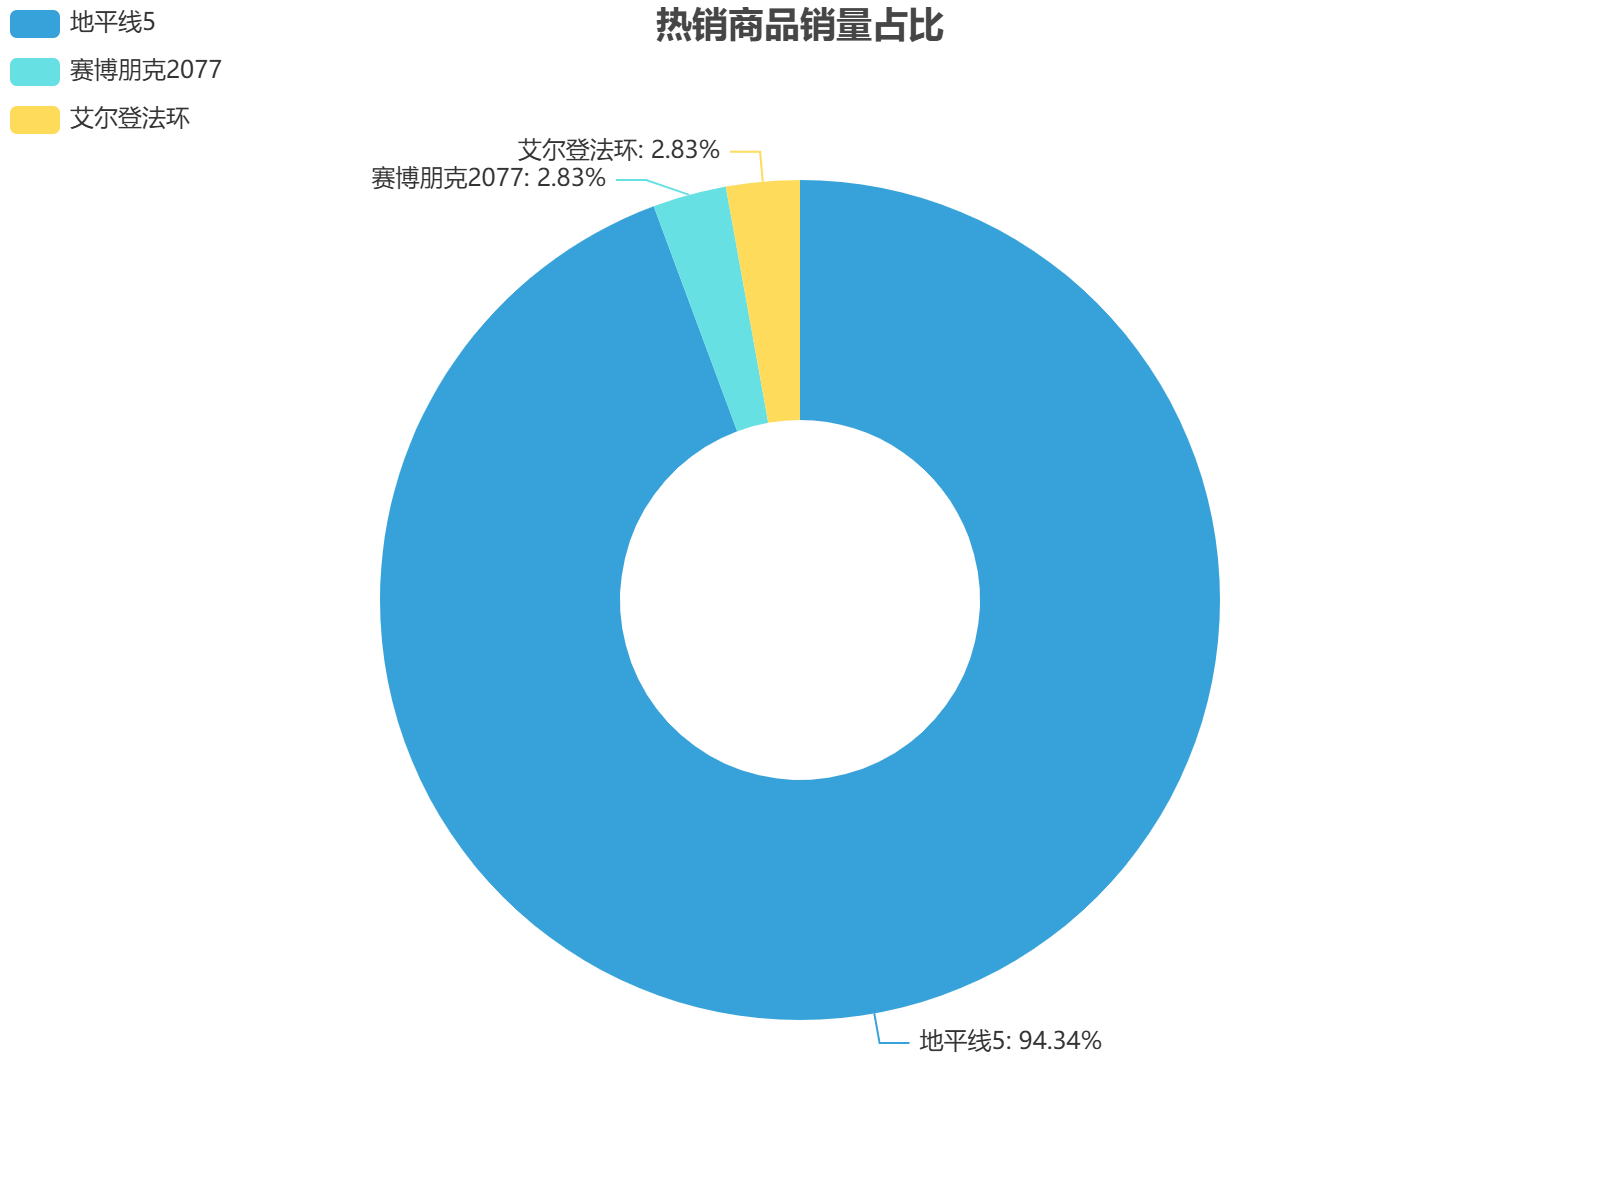 热销商品销量占比
地平线5
赛博朋克2077
艾尔登法环
艾尔登法环: 2.83%
赛博朋克2077: 2.83%
地平线5: 94.34%